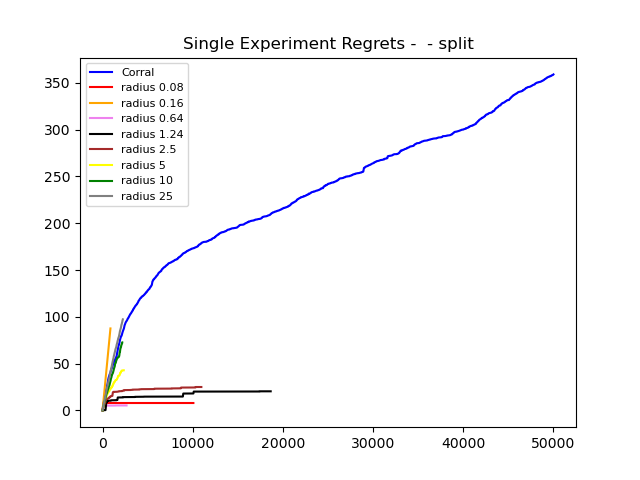 Single Experiment Regrets -  - split
Corral
radius 0.08
radius 0.16
radius 0.64
radius 1.24
radius 2.5
radius 5
radius 10
radius 25
350
300
250
200
150
100
50
0
0 10000 20000 30000 40000 50000